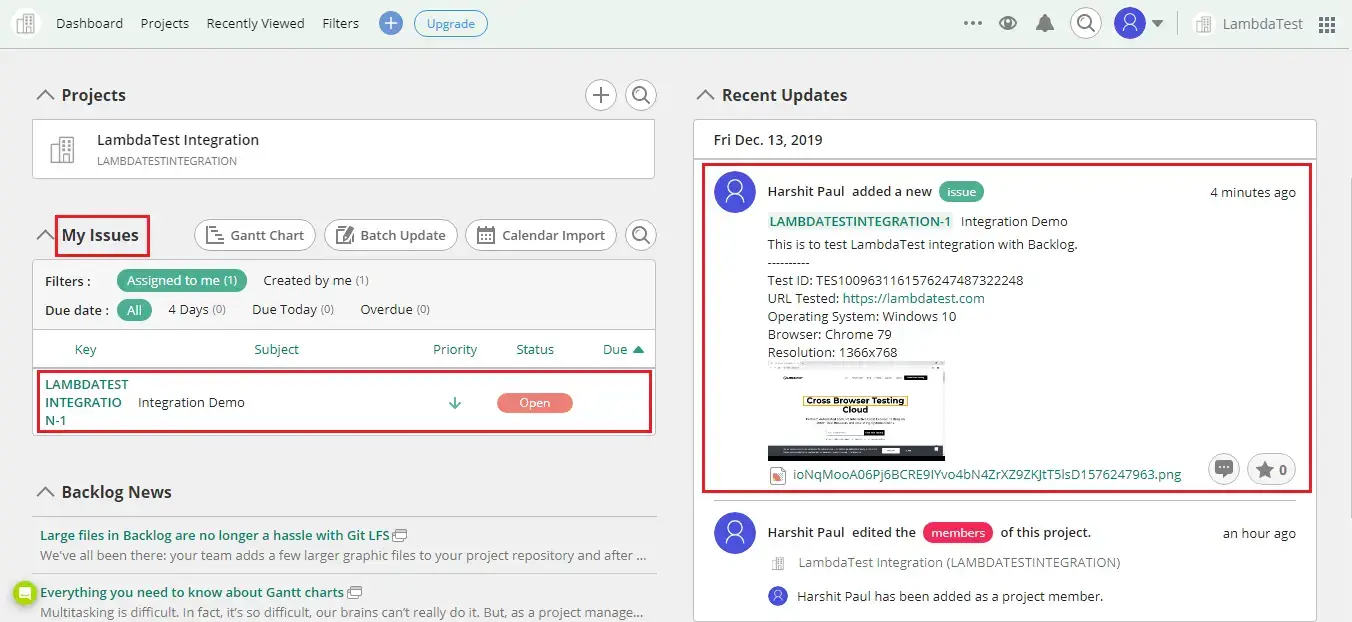 Dashboard Projects Recently Viewed Filters Upgrade LambdaTest
Projects
LambdaTest Integration
LAMBDATESTINTEGRATION
My Issues Gantt Chart Batch Update Calendar Import
Filters : Assigned to me (1) Created by me (1)
Due date : All 4 Days (0) Due Today (0) Overdue (0)
Key Subject Priority Status Due
LAMBDATEST
INTEGRATIO Integration Demo Open
N-1
Backlog News
Large files in Backlog are no longer a hassle with Git LFS
We've all been there: your team adds a few larger graphic files to your project repository and after ...
Everything you need to know about Gantt charts
Multitasking is difficult. In fact, it's so difficult, our brains can't really do it. But, as a project manage...
Recent Updates
Fri Dec. 13, 2019
Harshit Paul added a new issue 4 minutes ago
LAMBDATESTINTEGRATION-1 Integration Demo
This is to test LambdaTest integration with Backlog.
----------
Test ID: TES1009631161576247487322248
URL Tested: https://lambdatest.com
Operating System: Windows 10
Browser: Chrome 79
Resolution: 1366x768
Cross Browser Testing
Cloud
ioNqMooA06Pj6BCRE9IYvo4bN4ZrXZ9ZKJtT5lsD1576247963.png 0
Harshit Paul edited the members of this project. an hour ago
LambdaTest Integration (LAMBDATESTINTEGRATION)
Harshit Paul has been added as a project member.